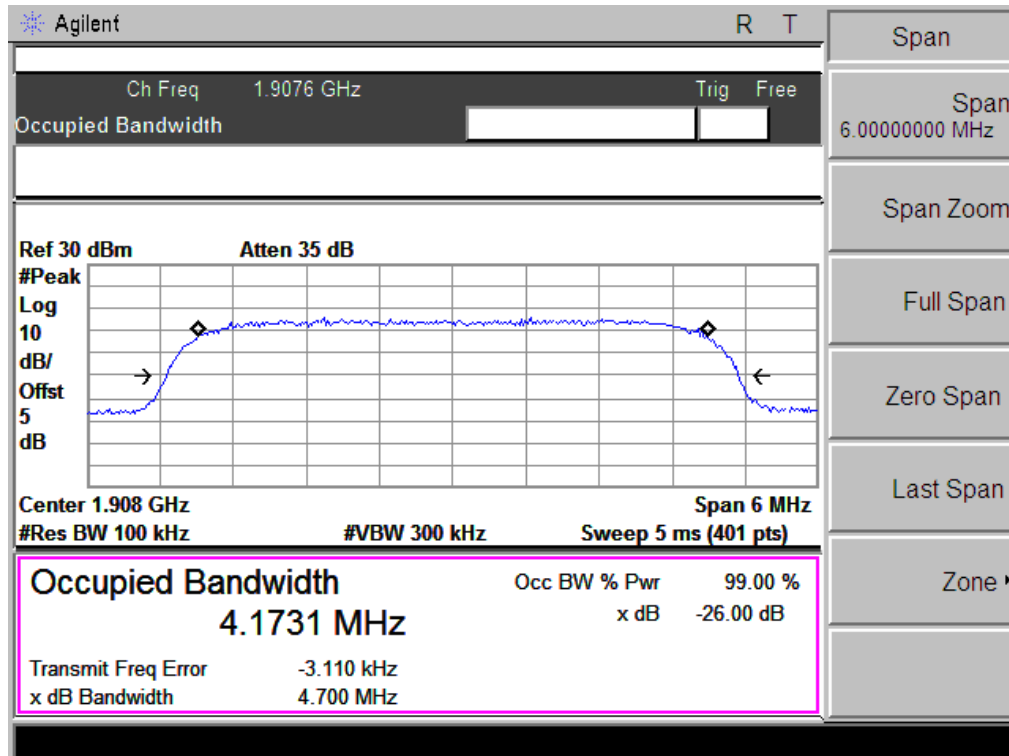 Agilent R T
Ch Freq 1.9076 GHz Trig Free
Occupied Bandwidth
Ref 30 dBm Atten 35 dB
#Peak
Log
10
dB/
Offst
5
dB
Center 1.908 GHz Span 6 MHz
#Res BW 100 kHz #VBW 300 kHz Sweep 5 ms (401 pts)
Occupied Bandwidth Occ BW % Pwr 99.00 %
4.1731 MHz x dB -26.00 dB
Transmit Freq Error -3.110 kHz
x dB Bandwidth 4.700 MHz
Span
Span
6.00000000 MHz
Span Zoom
Full Span
Zero Span
Last Span
Zone